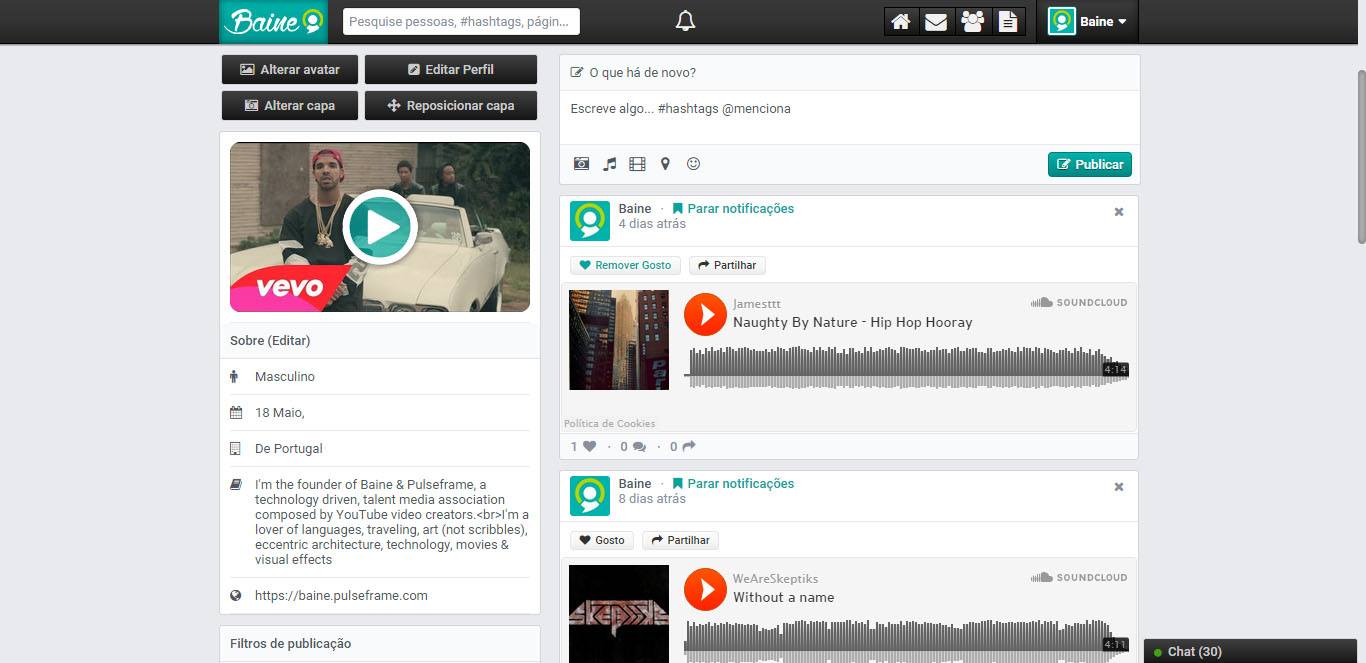 Baine
Pesquise pessoas, #hashtags, págin...
Baine
Alterar avatar
Editar Perfil
Alterar capa
Reposicionar capa
vevo
Sobre (Editar)
Masculino
18 Maio,
De Portugal
I'm the founder of Baine & Pulseframe, a
technology driven, talent media association
composed by YouTube video creators.<br>I'm a
lover of languages, traveling, art (not scribbles),
eccentric architecture, technology, movies &
visual effects
https://baine.pulseframe.com
Filtros de publicação
O que há de novo?
Escreve algo... #hashtags @menciona
Publicar
Baine · Parar notificações
4 dias atrás
Remover Gosto
Partilhar
Jamesttt
SOUNDCLOUD
Naughty By Nature - Hip Hop Hooray
4:14
Política de Cookies
1 · 0 · 0
Baine · Parar notificações
8 dias atrás
Gosto
Partilhar
WeAreSkeptiks
SOUNDCLOUD
Without a name
4:11
Chat (30)